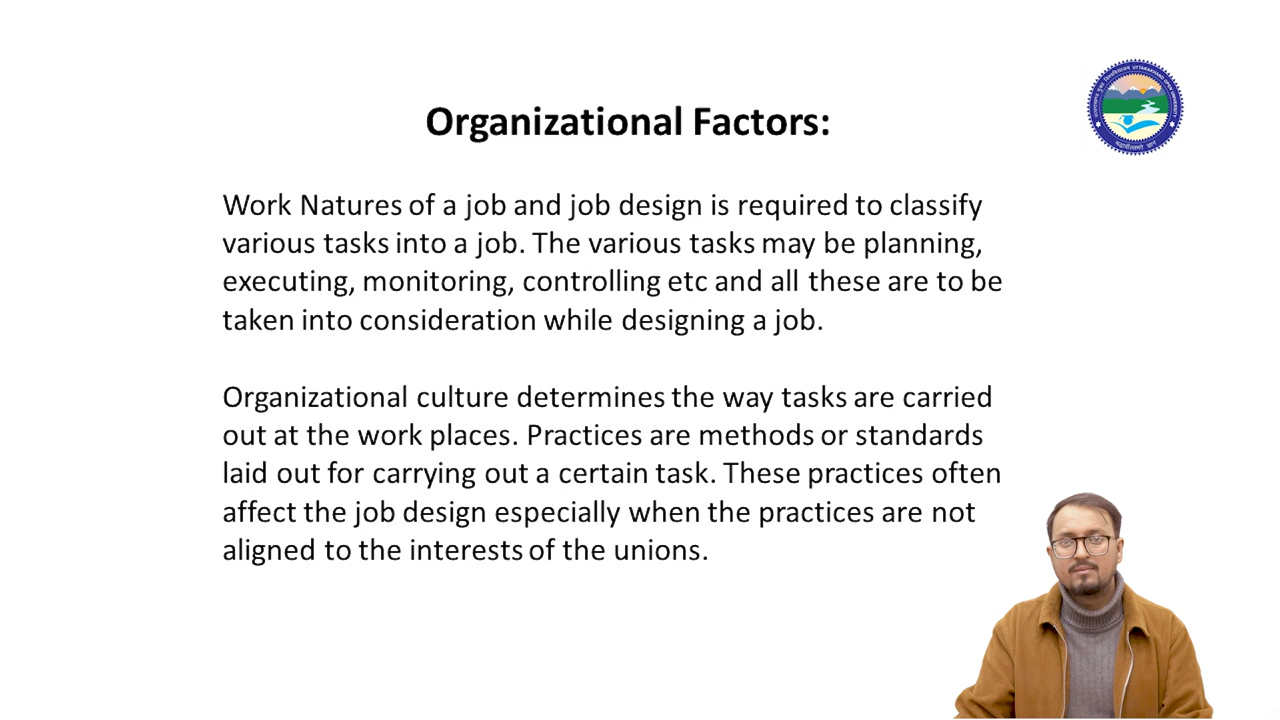 Organizational Factors:
Work Natures of a job and job design is required to classify
various tasks into a job. The various tasks may be planning,
executing, monitoring, controlling etc and all these are to be
taken into consideration while designing a job.
Organizational culture determines the way tasks are carried
out at the work places. Practices are methods or standards
laid out for carrying out a certain task. These practices often
affect the job design especially when the practices are not
aligned to the interests of the unions.
UTTARAKHAND OPEN UNIVERSITY